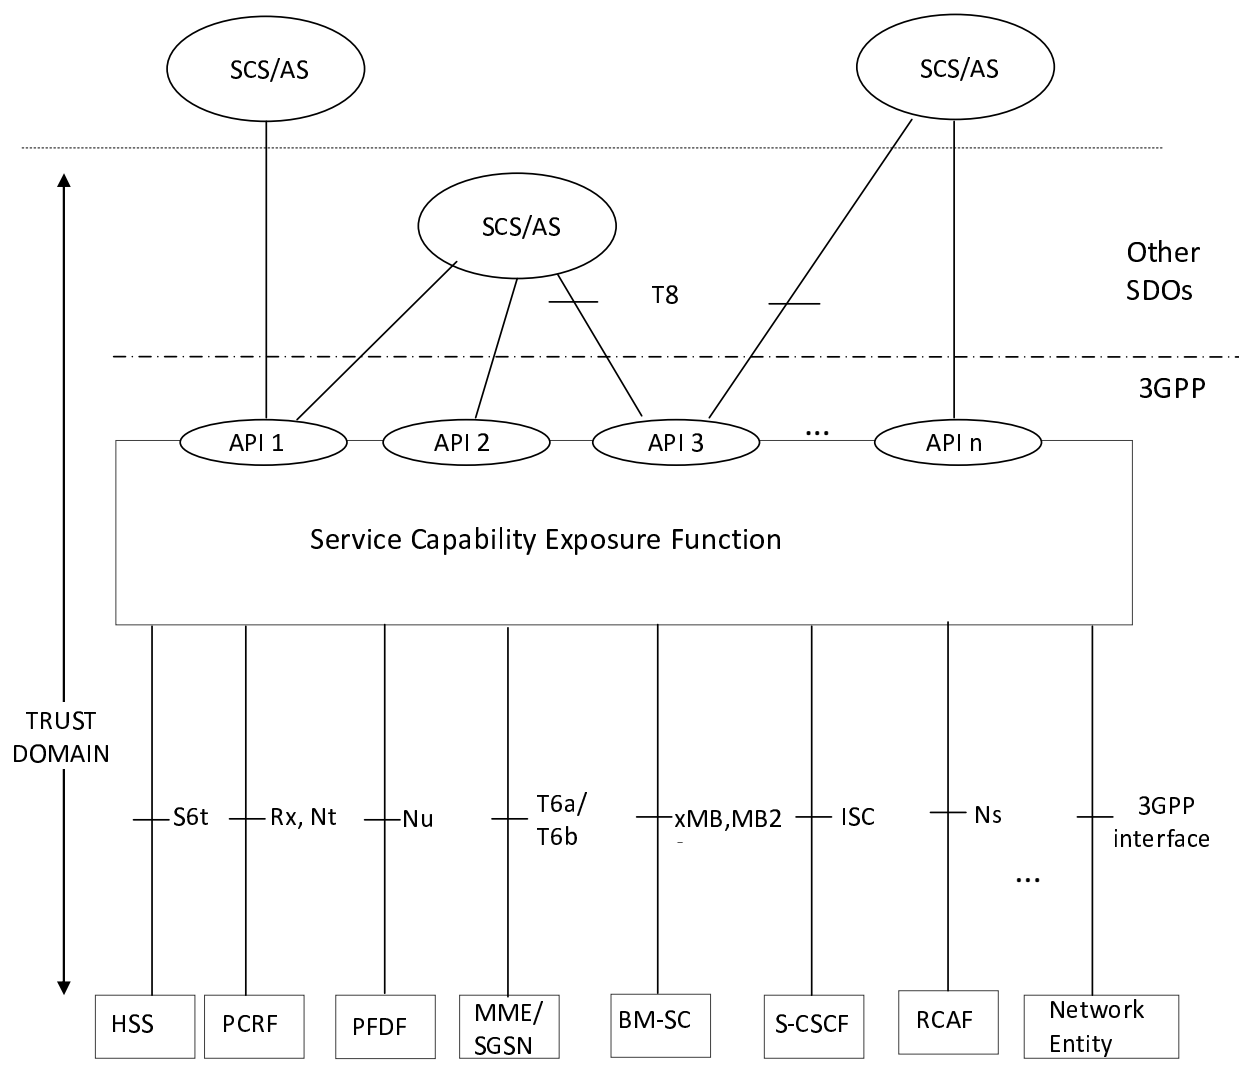 SCS/AS
SCS/AS
SCS/AS
Other
SDOs
T8
3GPP
API 1
API 2
API 3
...
API n
Service Capability Exposure Function
TRUST
DOMAIN
S6t
Rx, Nt
Nu
T6a/
T6b
xMB,MB2
ISC
Ns
3GPP
interface
...
HSS
PCRF
PFDF
MME/
SGSN
BM-SC
S-CSCF
RCAF
Network
Entity